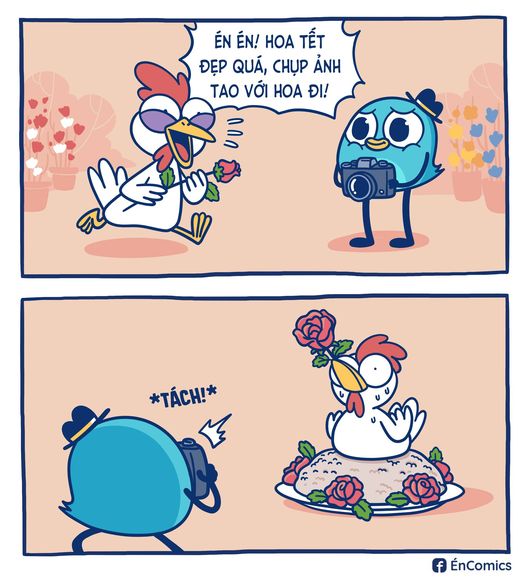 ÉN ÉN! HOA TẾT
ĐẸP QUÁ, CHỤP ẢNH
TAO VỚI HOA ĐI!
*TÁCH!*
ÉnComics